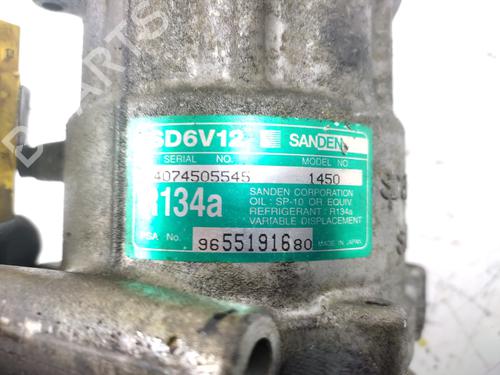 SD6V12 SANDEN
SERIAL NO. MODEL NO.
4074505545 1450
R134a
SANDEN CORPORATION
OIL : SP-10 OR EQUIV.
REFRIGERANT : R134a
VARIABLE DISPLACEMENT
PSA No. 9655191680 MADE IN JAPAN